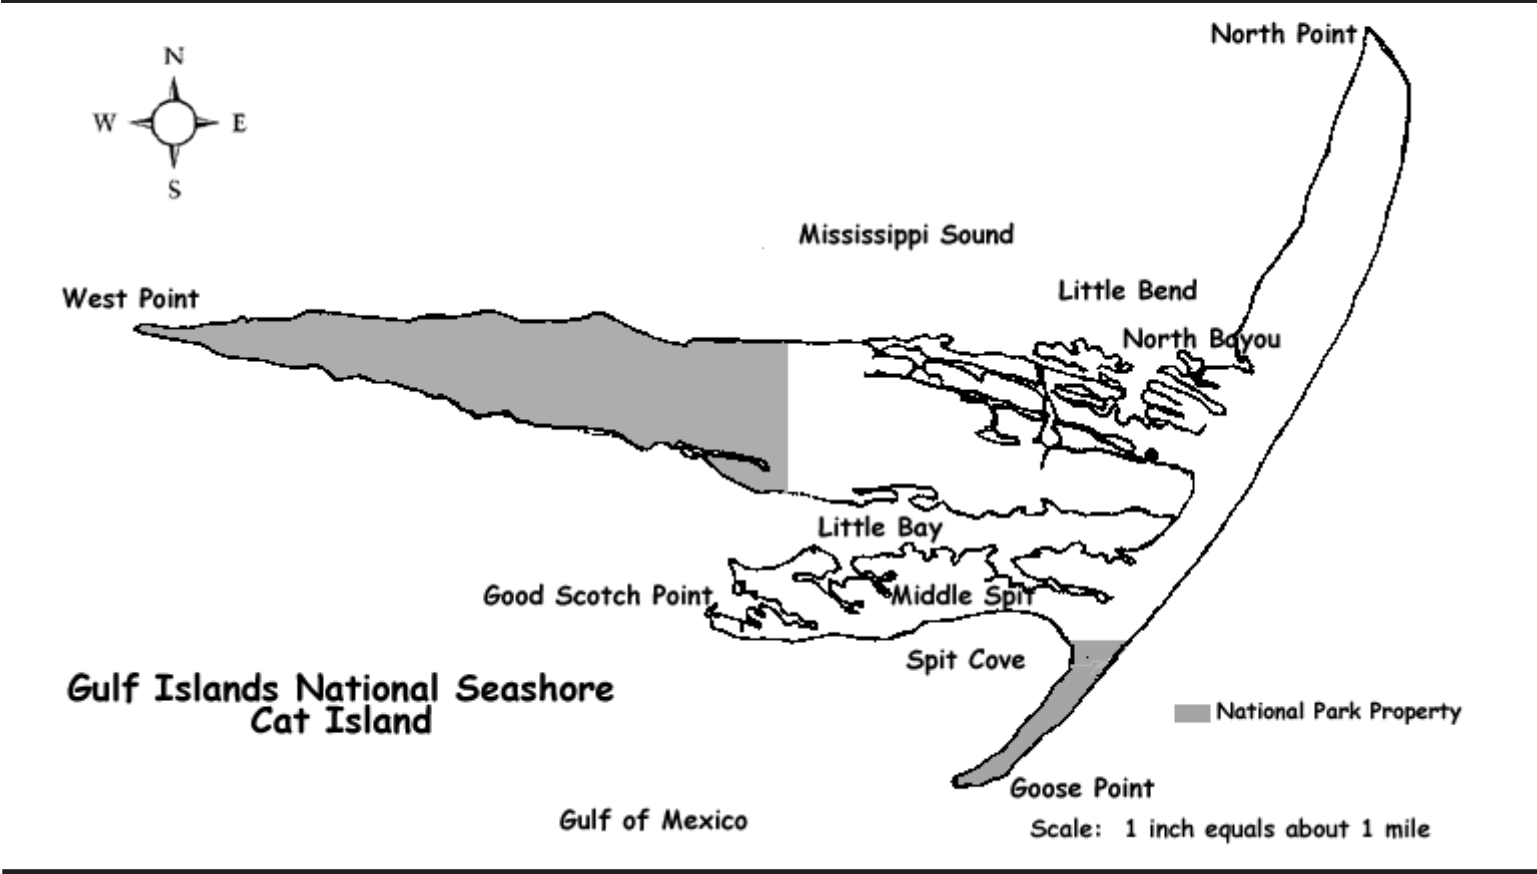 North Point
N
W E
S
Mississippi Sound
Little Bend
West Point
North Bayou
Little Bay
Good Scotch Point
Middle Spit
Spit Cove
Gulf Islands National Seashore
Cat Island
National Park Property
Goose Point
Gulf of Mexico
Scale: 1 inch equals about 1 mile